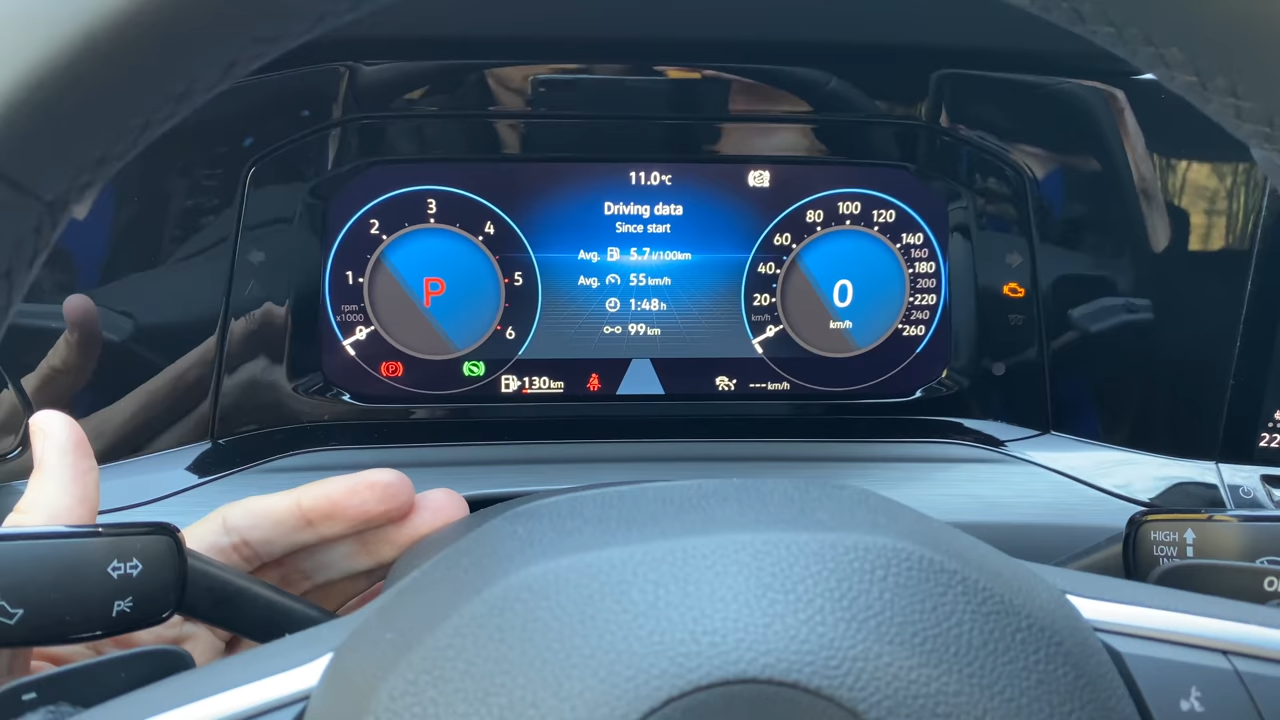 11.0°C
Driving data
Since start
Avg. 5.7 l/100km
Avg. 55 km/h
1:48 h
99 km
0
1
2
3
4
5
6
rpm
x1000
P
0
20
40
60
80
100
120
140
160
180
200
220
240
260
km/h
0
km/h
P
130 km
--- km/h
22
HIGH
LOW
P